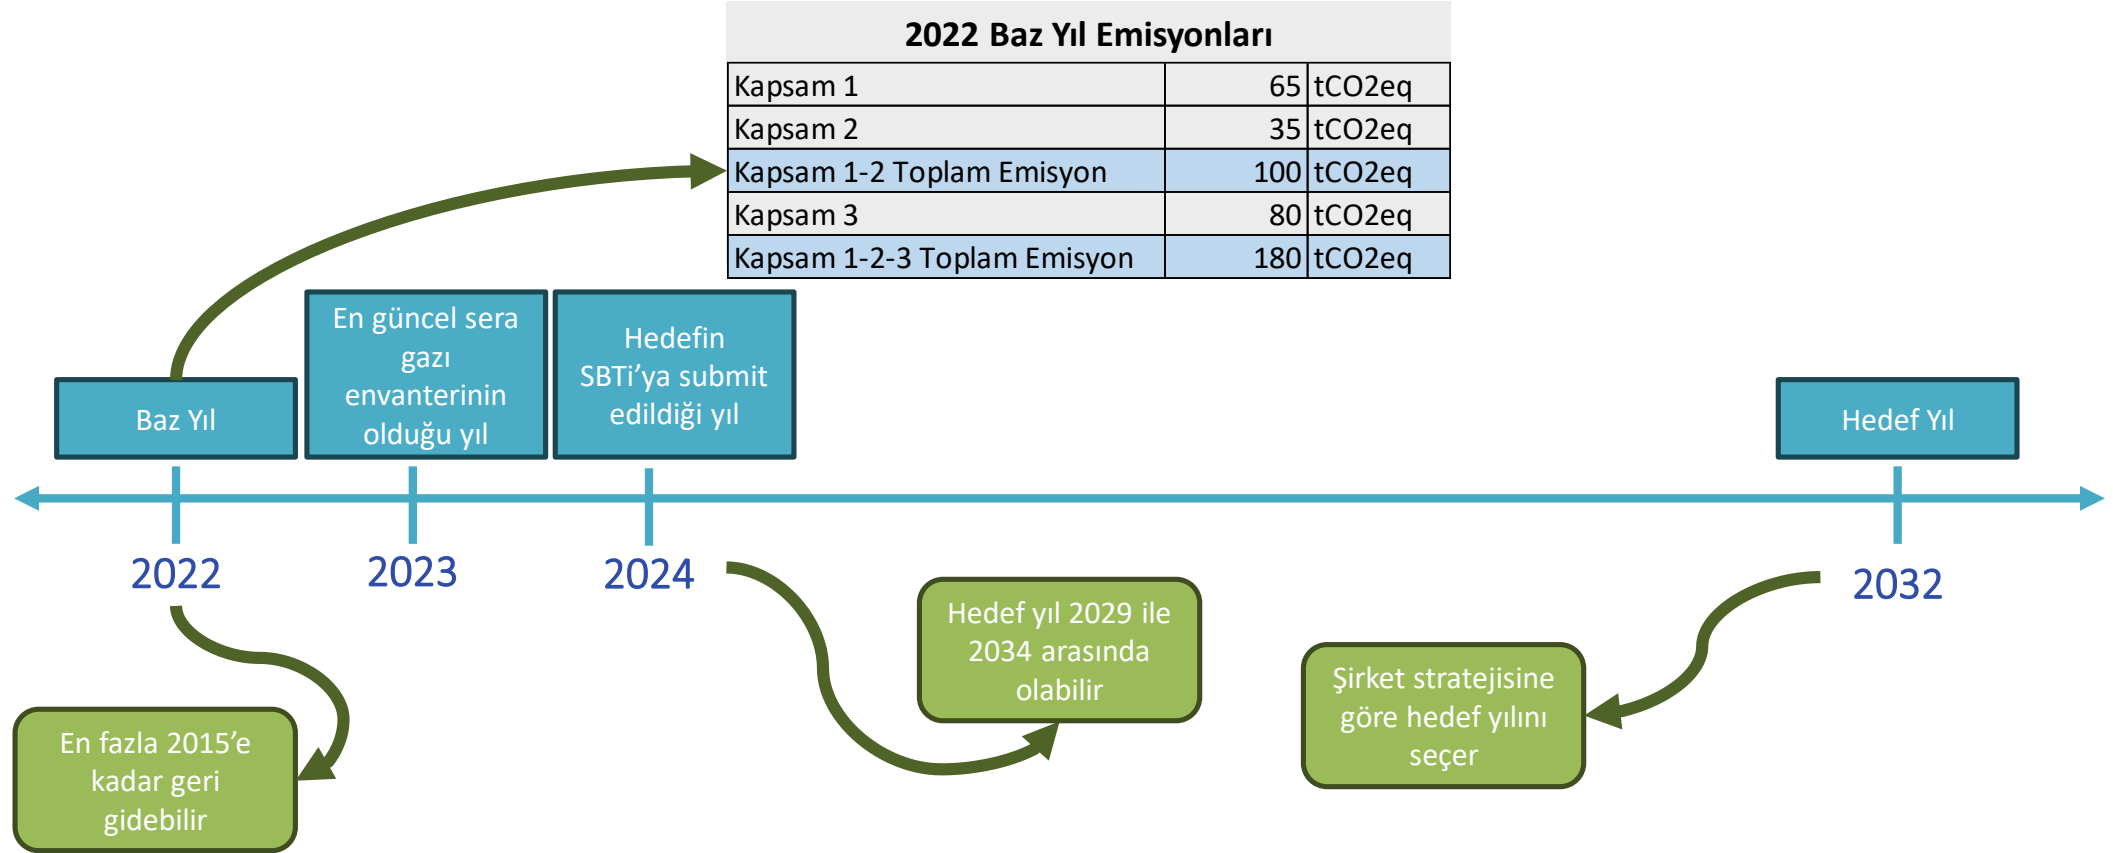 2022 Baz Yıl Emisyonları
Kapsam 1 65 tCO2eq
Kapsam 2 35 tCO2eq
Kapsam 1-2 Toplam Emisyon 100 tCO2eq
Kapsam 3 80 tCO2eq
Kapsam 1-2-3 Toplam Emisyon 180 tCO2eq
Baz Yıl
En güncel sera
gazı
envanterinin
olduğu yıl
Hedefin
SBTi’ya submit
edildiği yıl
Hedef Yıl
2022
2023
2024
2032
En fazla 2015’e
kadar geri
gidebilir
Hedef yıl 2029 ile
2034 arasında
olabilir
Şirket stratejisine
göre hedef yılını
seçer